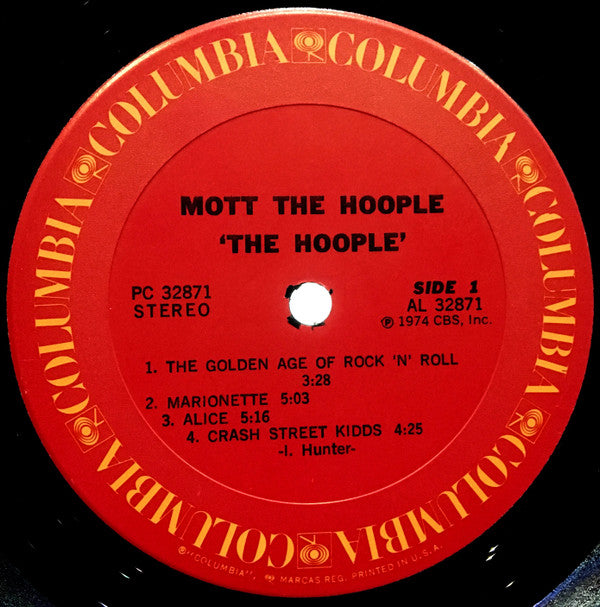 COLUMBIA COLUMBIA COLUMBIA COLUMBIA COLUMBIA COLUMBIA
MOTT THE HOOPLE
'THE HOOPLE'
PC 32871
STEREO
SIDE 1
AL 32871
Ⓟ 1974 CBS, Inc.
1. THE GOLDEN AGE OF ROCK 'N' ROLL
3:28
2. MARIONETTE 5:03
3. ALICE 5:16
4. CRASH STREET KIDDS 4:25
-I. Hunter-
®"COLUMBIA", MARCAS REG. PRINTED IN U.S.A.